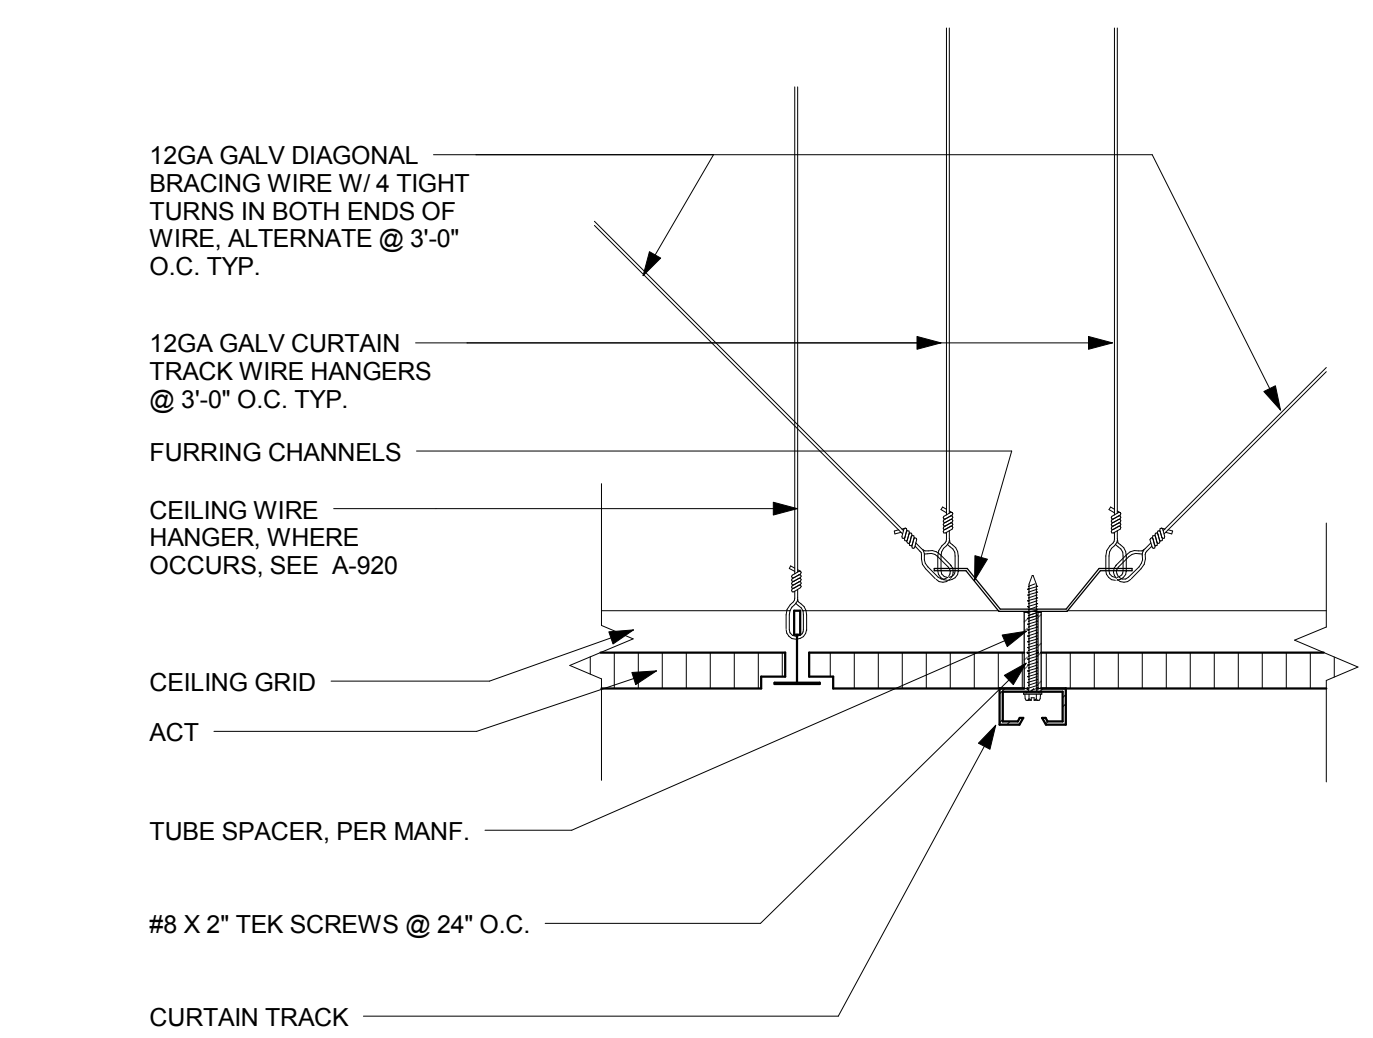 12GA GALV DIAGONAL
BRACING WIRE W/ 4 TIGHT
TURNS IN BOTH ENDS OF
WIRE, ALTERNATE @ 3'-0"
O.C. TYP.
12GA GALV CURTAIN
TRACK WIRE HANGERS
@ 3'-0" O.C. TYP.
FURRING CHANNELS
CEILING WIRE
HANGER, WHERE
OCCURS, SEE A-920
CEILING GRID
ACT
TUBE SPACER, PER MANF.
#8 X 2" TEK SCREWS @ 24" O.C.
CURTAIN TRACK